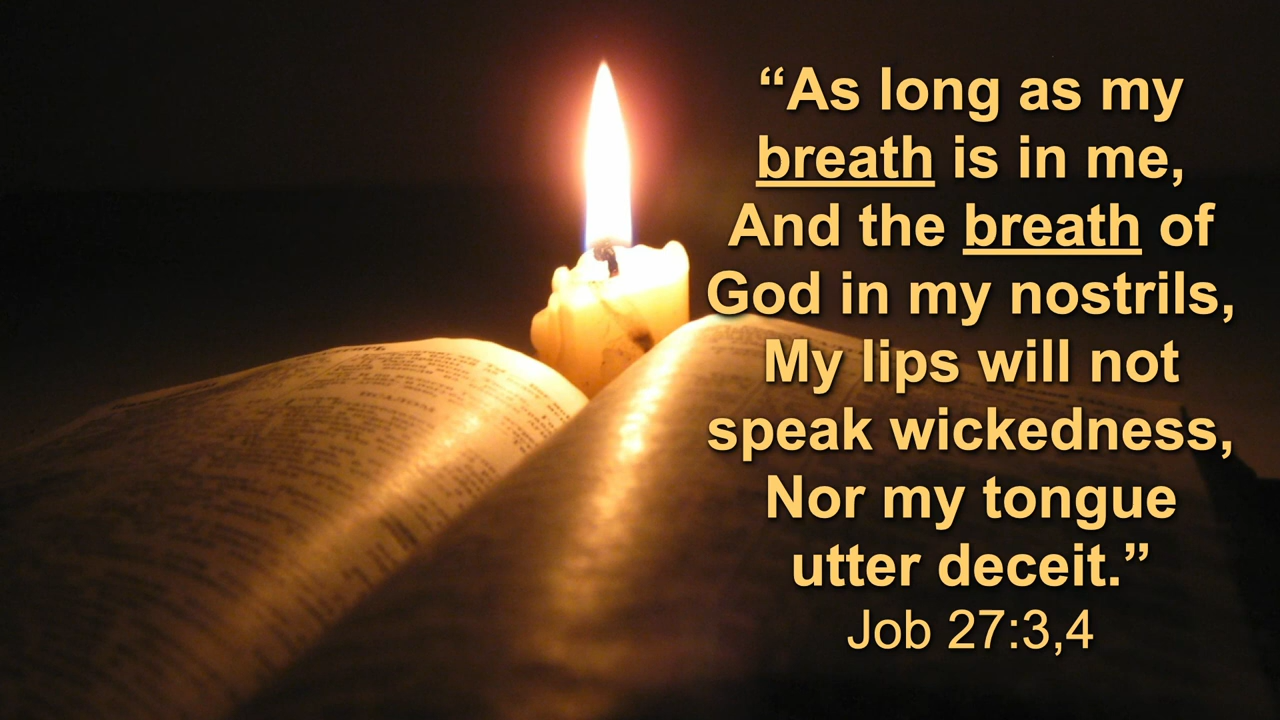 “As long as my
breath is in me,
And the breath of
God in my nostrils,
My lips will not
speak wickedness,
Nor my tongue
utter deceit.”
Job 27:3,4